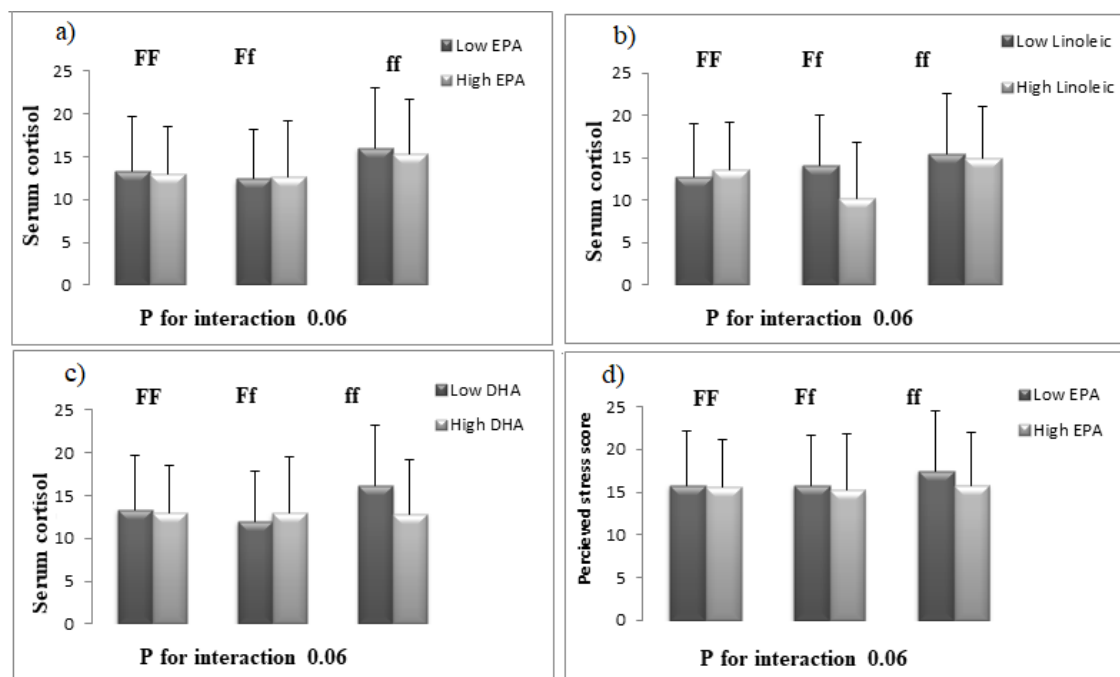 a)
Low EPA
High EPA
FF Ff ff
Serum cortisol
25
20
15
10
5
0
P for interaction 0.06
b)
Low Linoleic
High Linoleic
FF Ff ff
Serum cortisol
25
20
15
10
5
0
P for interaction 0.06
c)
Low DHA
High DHA
FF Ff ff
Serum cortisol
25
20
15
10
5
0
P for interaction 0.06
d)
Low EPA
High EPA
FF Ff ff
Percieved stress score
25
20
15
10
5
0
P for interaction 0.06